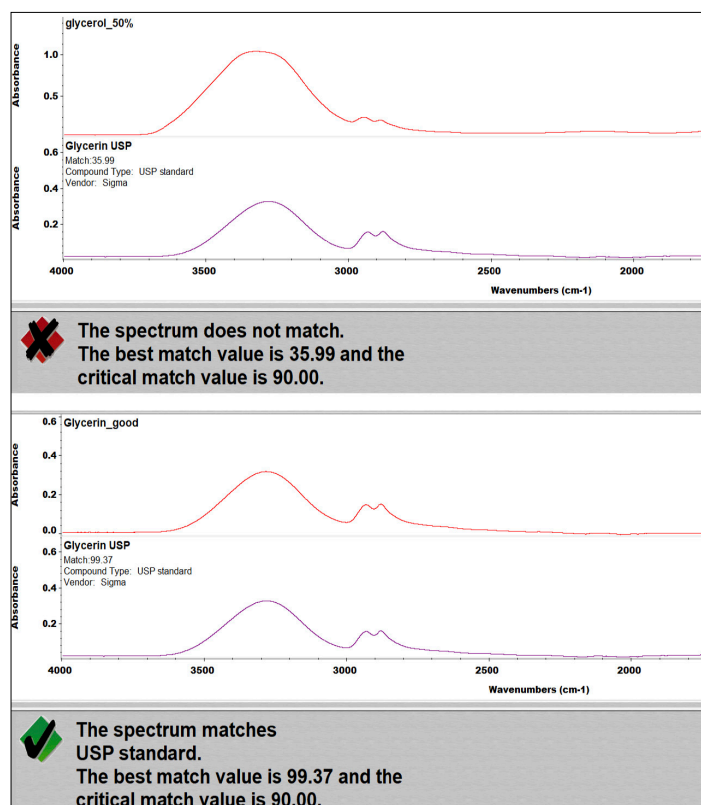 glycerol_50%
1.0
0.5
Absorbance
Glycerin USP
Match:35.99
Compound Type: USP standard
Vendor: Sigma
0.6
0.4
0.2
Absorbance
4000 3500 3000 2500 2000
Wavenumbers (cm-1)
The spectrum does not match.
The best match value is 35.99 and the
critical match value is 90.00.
Glycerin_good
0.6
0.4
0.2
0.0
Absorbance
Glycerin USP
Match:99.37
Compound Type: USP standard
Vendor: Sigma
0.6
0.4
0.2
Absorbance
4000 3500 3000 2500 2000
Wavenumbers (cm-1)
The spectrum matches
USP standard.
The best match value is 99.37 and the
critical match value is 90.00.